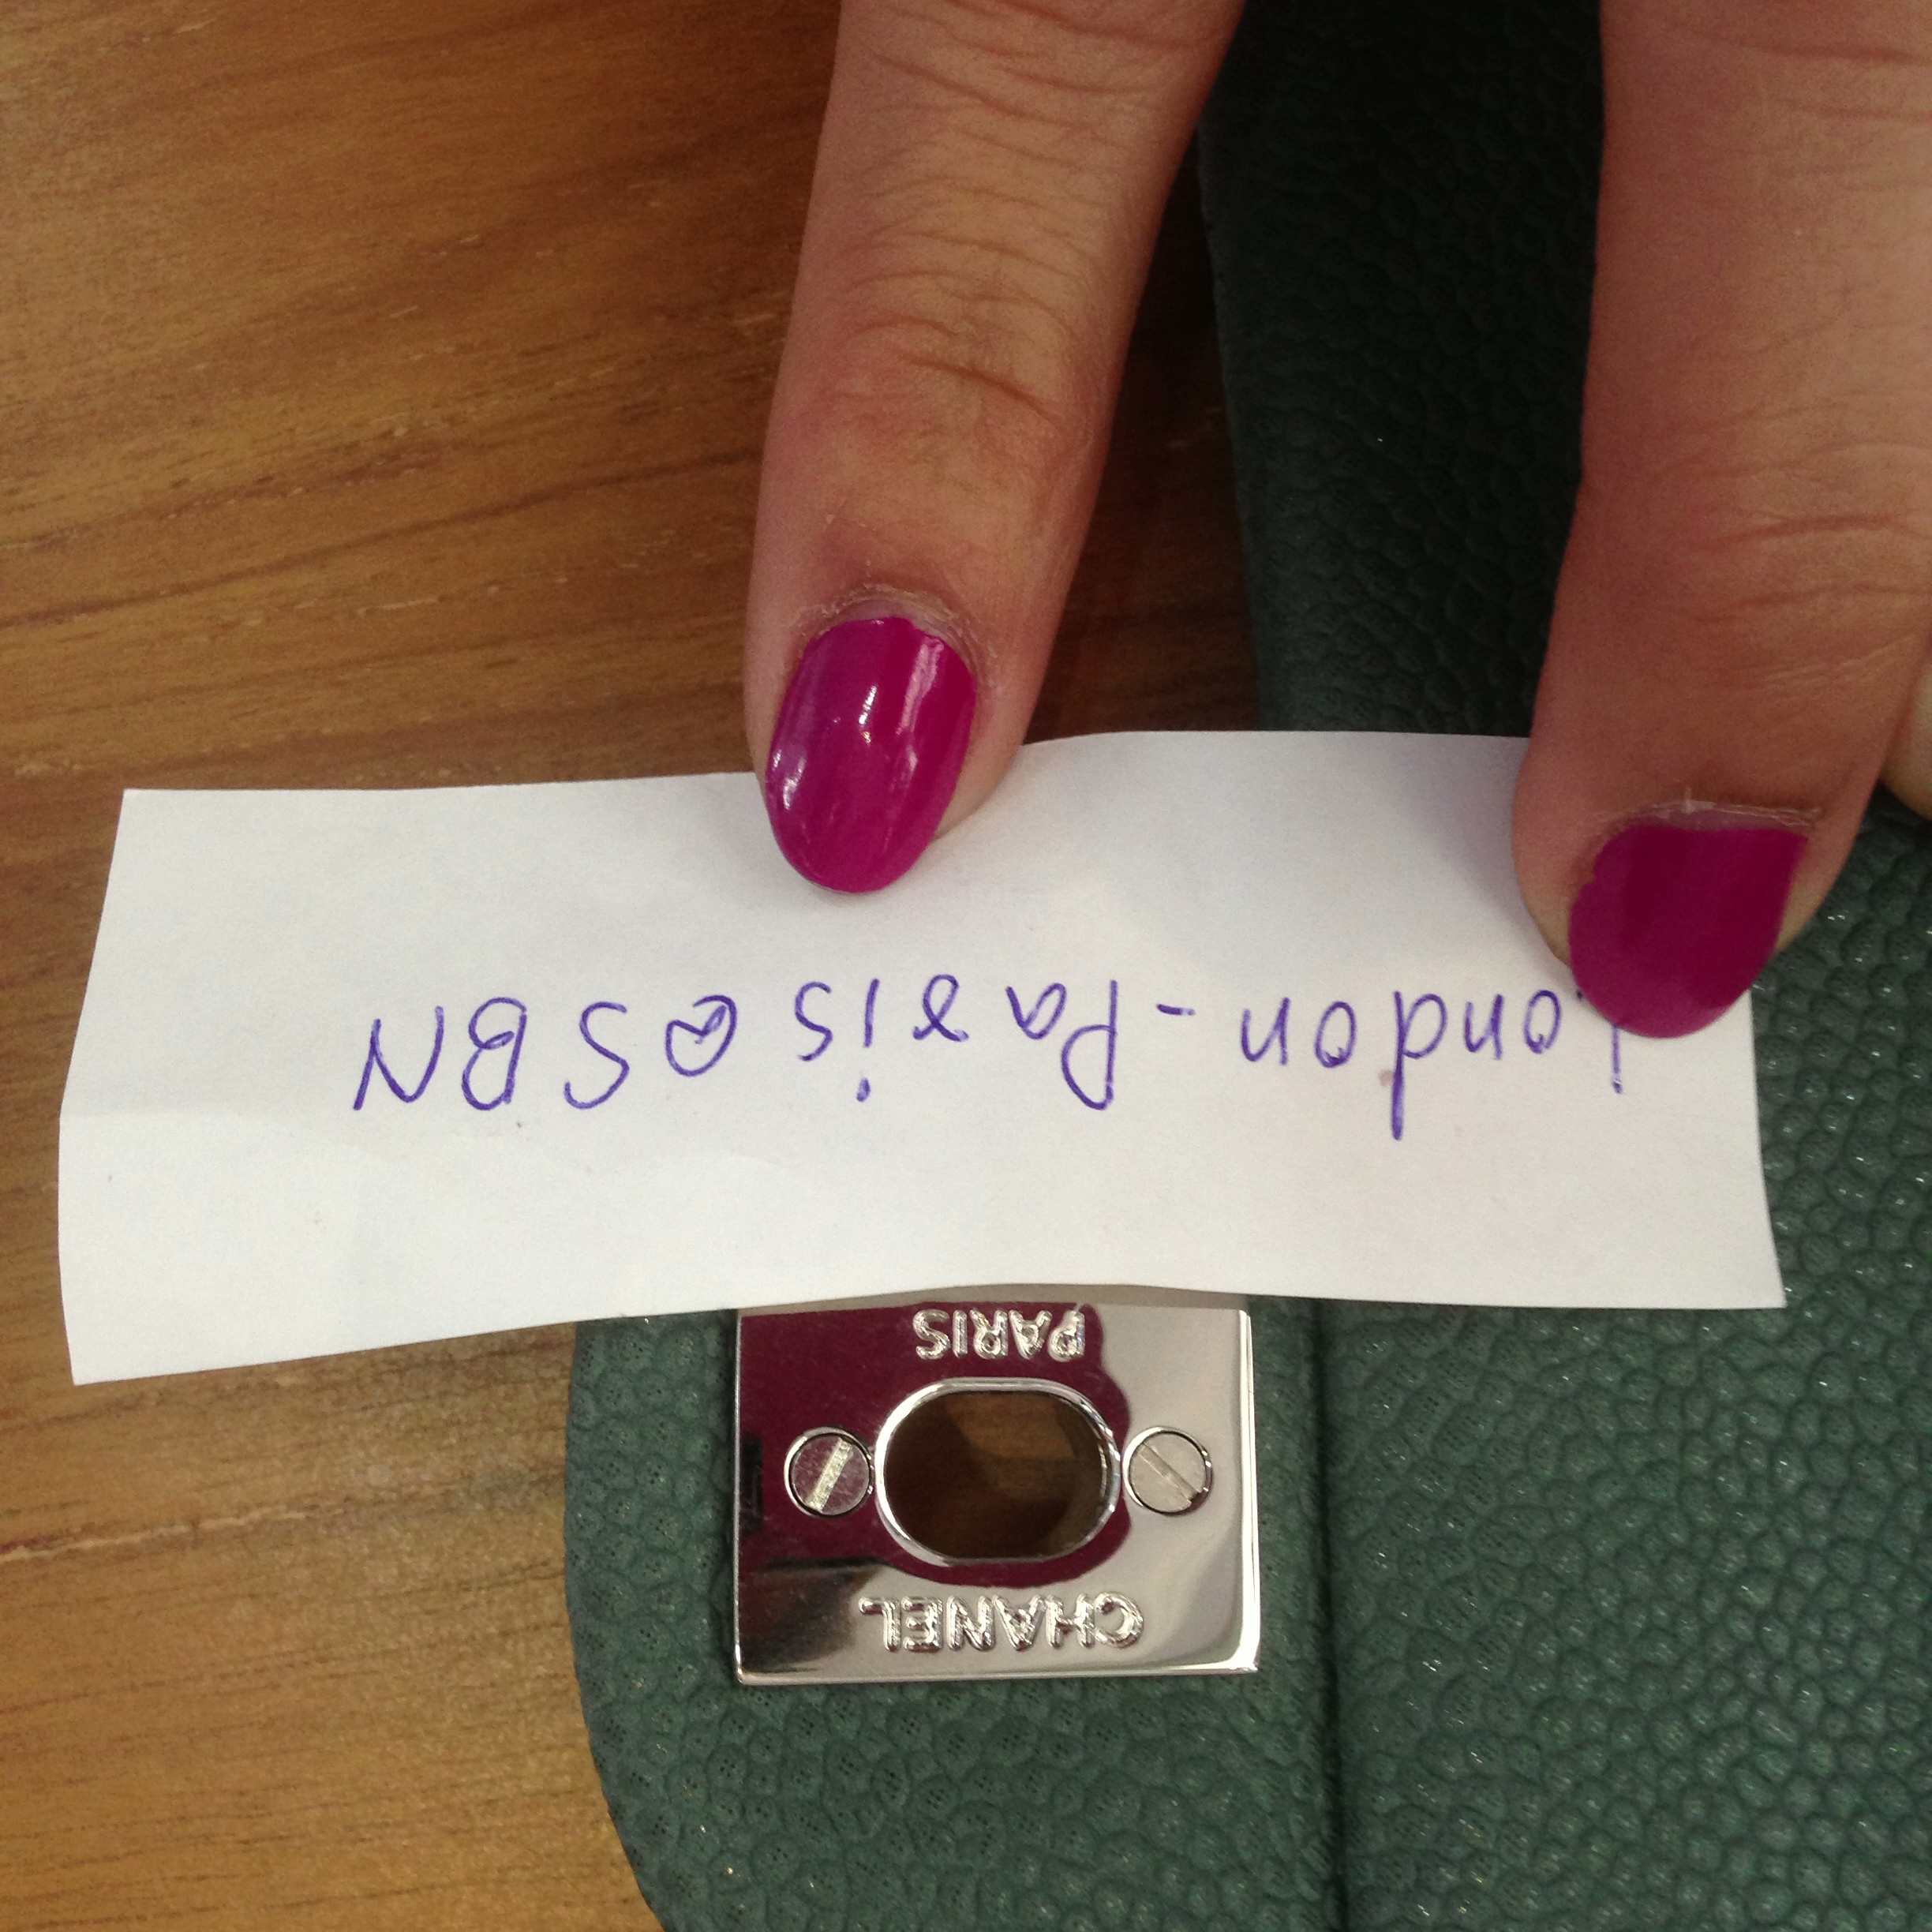 London - Paris @ SBN
CHANEL
PARIS